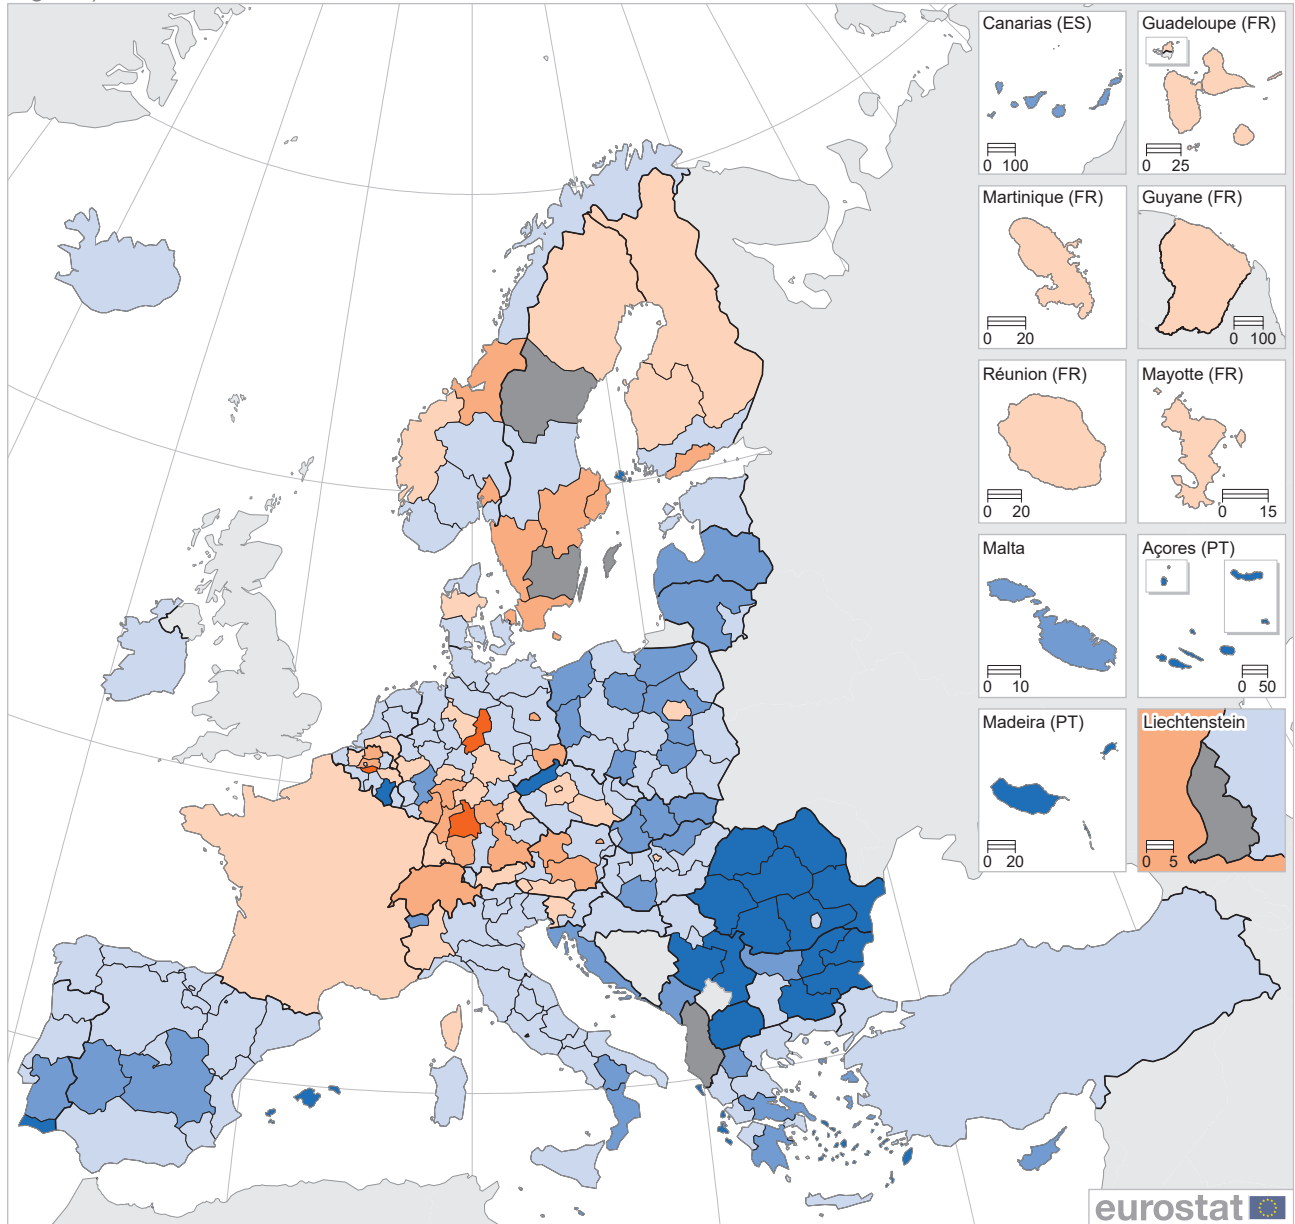 Canarias (ES)
0 100
Guadeloupe (FR)
0 25
Martinique (FR)
0 20
Guyane (FR)
0 100
Réunion (FR)
0 20
Mayotte (FR)
0 15
Malta
0 10
Açores (PT)
0 50
Madeira (PT)
0 20
Liechtenstein
0 5
eurostat